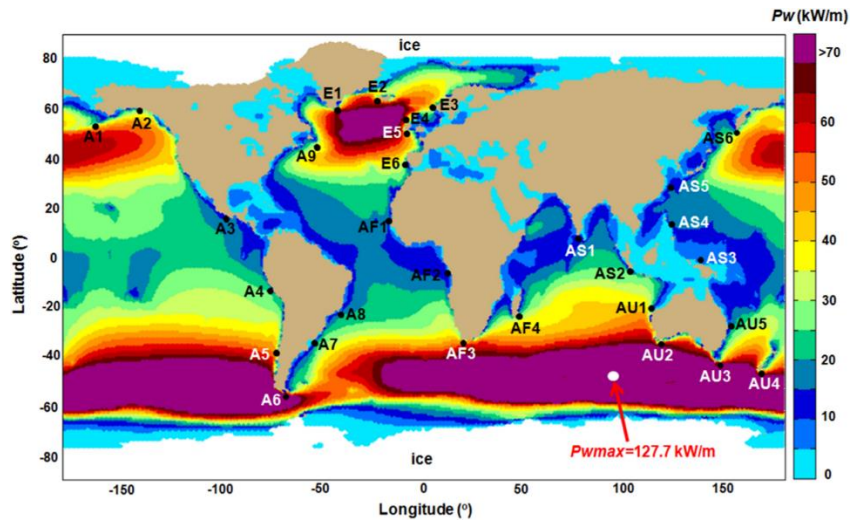 Pw (kW/m)
ice
>70
60
50
40
30
20
10
0
80
60
40
20
0
-20
-40
-60
-80
Latitude (º)
E1
E2
E3
E4
E5
E6
A1
A2
A9
A3
A4
A5
A6
A7
A8
AF1
AF2
AF3
AF4
AS6
AS5
AS4
AS3
AS1
AS2
AU1
AU5
AU2
AU3
AU4
Pwmax=127.7 kW/m
ice
-150
-100
-50
0
50
100
150
Longitude (º)